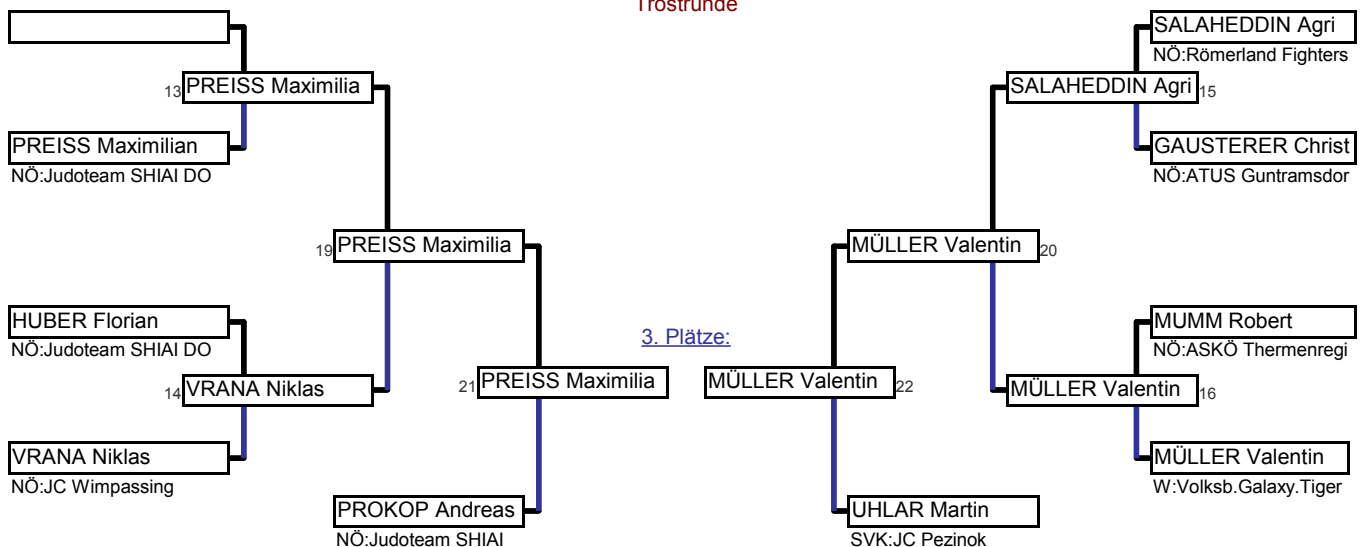 Trostrunde
SALAHEDDIN Agri
NÖ:Römerland Fighters
13 PREISS Maximilia
SALAHEDDIN Agri 15
PREISS Maximilian
NÖ:Judoteam SHIAI DO
GAUSTERER Christ
NÖ:ATUS Guntramsdor
19 PREISS Maximilia
MÜLLER Valentin 20
HUBER Florian
NÖ:Judoteam SHIAI DO
3. Plätze:
MUMM Robert
NÖ:ASKÖ Thermenregi
14 VRANA Niklas
21 PREISS Maximilia
MÜLLER Valentin 22
MÜLLER Valentin 16
VRANA Niklas
NÖ:JC Wimpassing
MÜLLER Valentin
W:Volksb.Galaxy.Tiger
PROKOP Andreas
NÖ:Judoteam SHIAI
UHLAR Martin
SVK:JC Pezinok